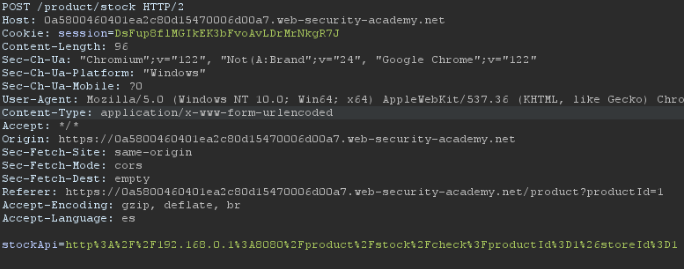 POST /product/stock HTTP/2
Host: 0a5800460401ea2c80d15470006d00a7.web-security-academy.net
Cookie: session=DsFup8f1MGIkEK3bFvoAvLDrMrNkgR7J
Content-Length: 96
Sec-Ch-Ua: "Chromium";v="122", "Not(A:Brand";v="24", "Google Chrome";v="122"
Sec-Ch-Ua-Platform: "Windows"
Sec-Ch-Ua-Mobile: ?0
User-Agent: Mozilla/5.0 (Windows NT 10.0; Win64; x64) AppleWebKit/537.36 (KHTML, like Gecko) Chro
Content-Type: application/x-www-form-urlencoded
Accept: */*
Origin: https://0a5800460401ea2c80d15470006d00a7.web-security-academy.net
Sec-Fetch-Site: same-origin
Sec-Fetch-Mode: cors
Sec-Fetch-Dest: empty
Referer: https://0a5800460401ea2c80d15470006d00a7.web-security-academy.net/product?productId=1
Accept-Encoding: gzip, deflate, br
Accept-Language: es
stockApi=http%3A%2F%2F192.168.0.1%3A8080%2Fproduct%2Fstock%2Fcheck%3FproductId%3D1%26storeId%3D1